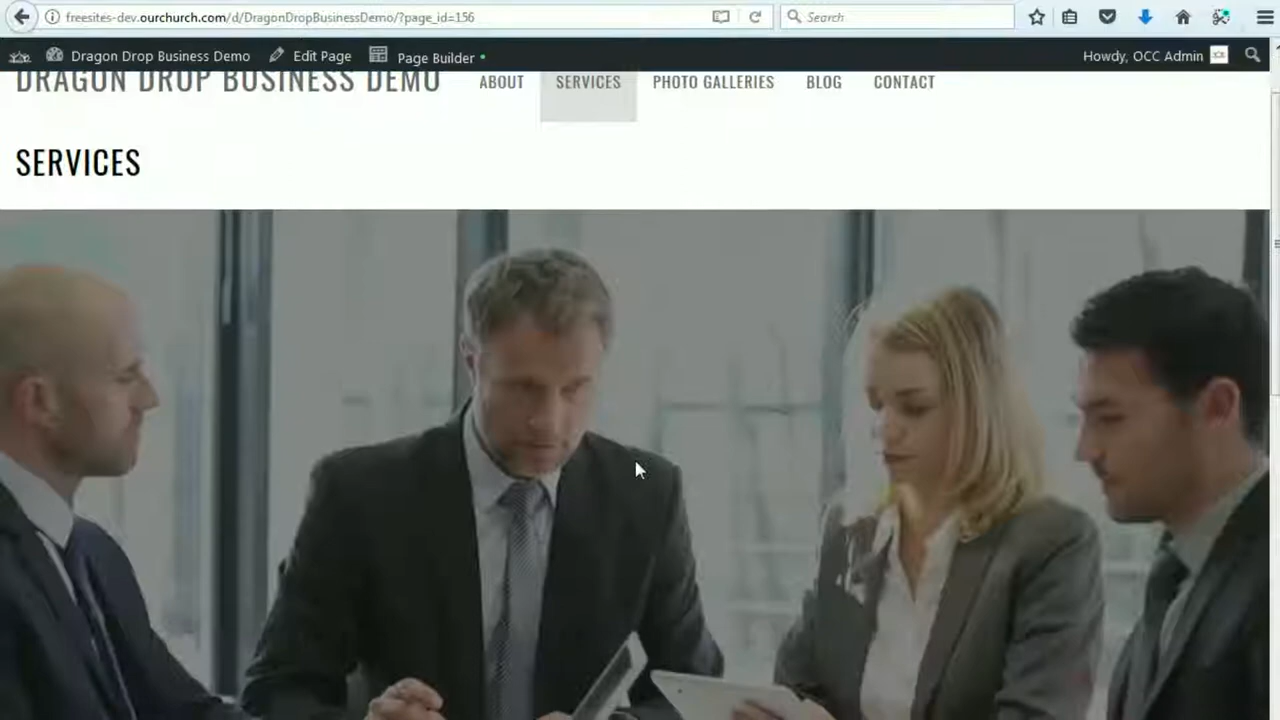 freesites-dev.ourchurch.com/d/DragonDropBusinessDemo/?page_id=156
Search
Dragon Drop Business Demo
Edit Page
Page Builder
Howdy, OCC Admin
DRAGON DROP BUSINESS DEMO
ABOUT
SERVICES
PHOTO GALLERIES
BLOG
CONTACT
SERVICES